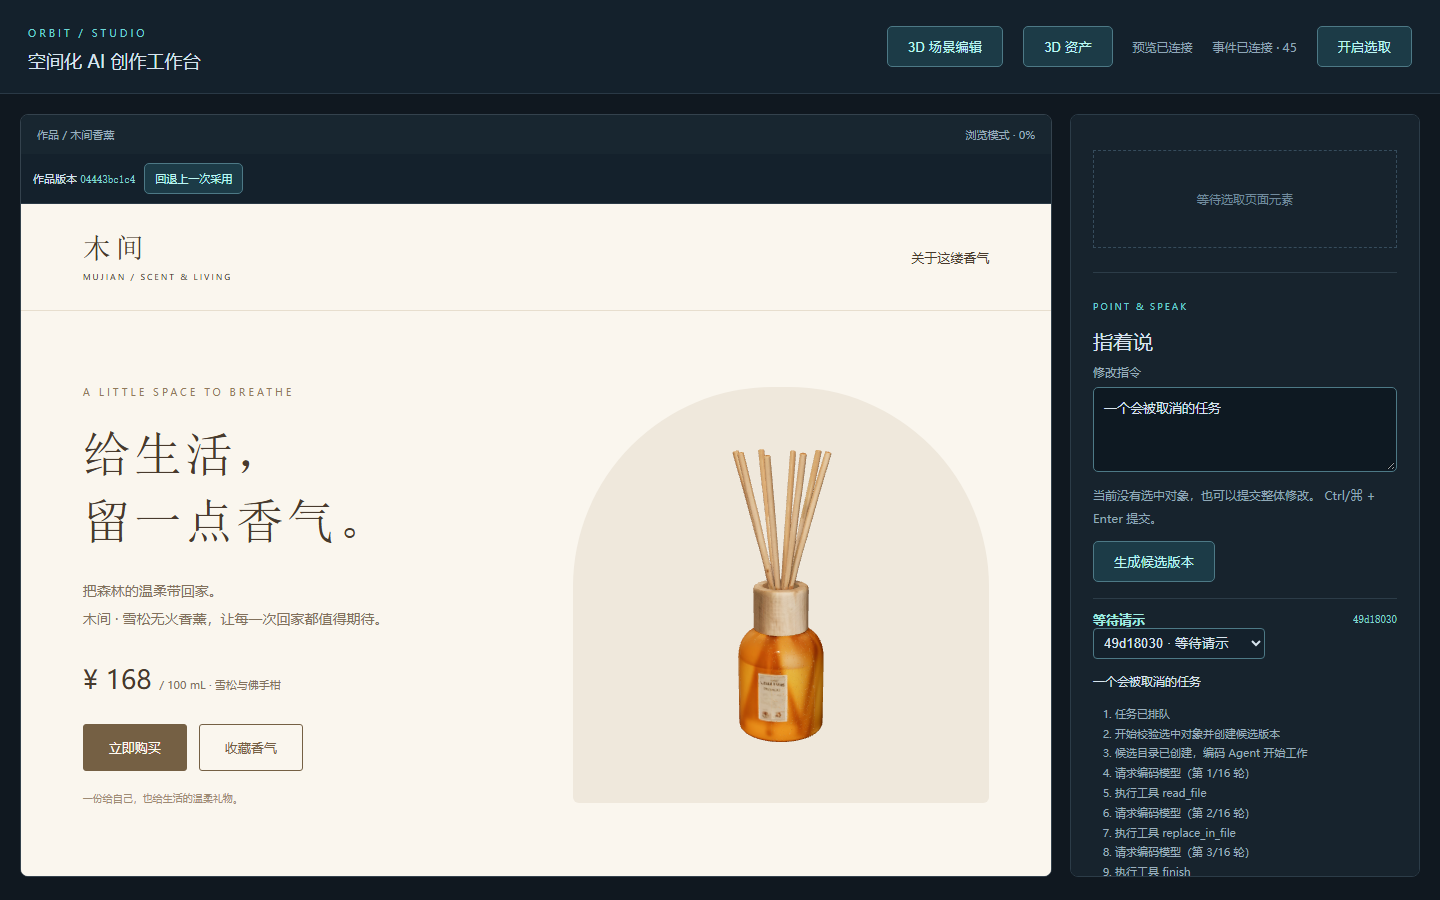 ORBIT / STUDIO
空间化 AI 创作工作台
3D 场景编辑
3D 资产
预览已连接
事件已连接 · 45
开启选取
作品 / 木间香薰
浏览模式 · 0%
作品版本 04443bc1c4
回退上一次采用
木间
MUJIAN / SCENT & LIVING
关于这缕香气
A LITTLE SPACE TO BREATHE
给生活，
留一点香气。
把森林的温柔带回家。
木间 · 雪松无火香薰，让每一次回家都值得期待。
¥ 168 / 100 mL · 雪松与佛手柑
立即购买
收藏香气
一份给自己，也给生活的温柔礼物。
等待选取页面元素
POINT & SPEAK
指着说
修改指令
一个会被取消的任务
当前没有选中对象，也可以提交整体修改。 Ctrl/⌘ +
Enter 提交。
生成候选版本
等待请示
49d18030
49d18030 · 等待请示
一个会被取消的任务
1. 任务已排队
2. 开始校验选中对象并创建候选版本
3. 候选目录已创建，编码 Agent 开始工作
4. 请求编码模型（第 1/16 轮）
5. 执行工具 read_file
6. 请求编码模型（第 2/16 轮）
7. 执行工具 replace_in_file
8. 请求编码模型（第 3/16 轮）
9. 执行工具 finish